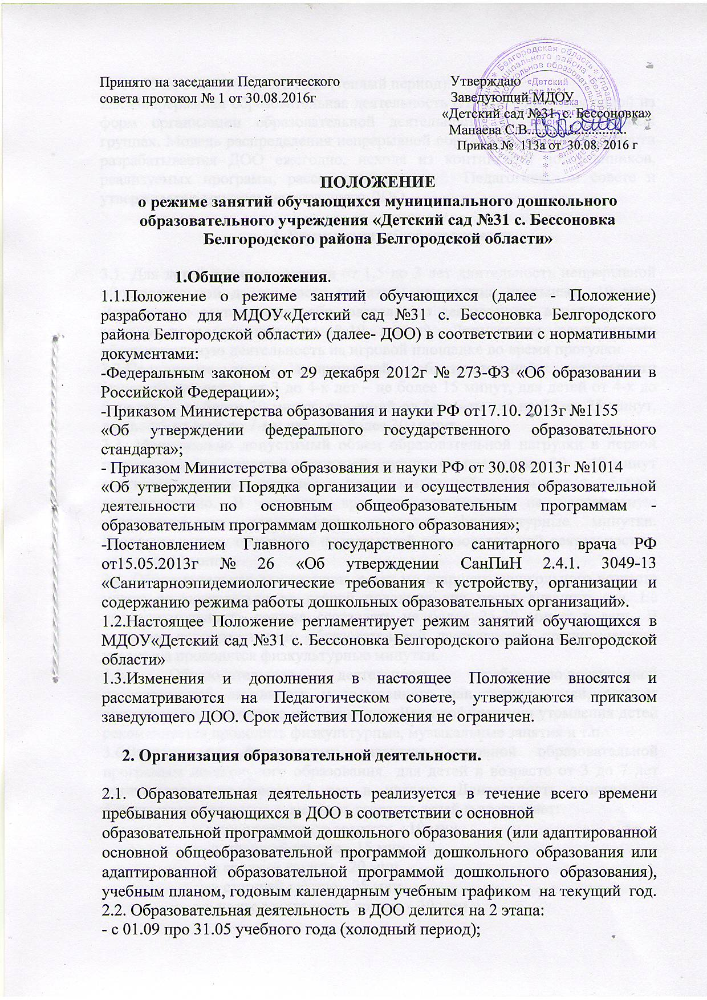 Принято на заседании Педагогического
совета протокол № 1 от 30.08.2016г
Утверждаю
Заведующий МДОУ
«Детский сад №31 с. Бессоновка»
Манаева С.В.
Приказ № 113а от 30.08. 2016 г
«Детский
сад №31
с. Бессоновка
Белгородского
района
Белгородской
области»
ПОЛОЖЕНИЕ
о режиме занятий обучающихся муниципального дошкольного
образовательного учреждения «Детский сад №31 с. Бессоновка
Белгородского района Белгородской области»
1.Общие положения.
1.1.Положение о режиме занятий обучающихся (далее - Положение)
разработано для МДОУ«Детский сад №31 с. Бессоновка Белгородского
района Белгородской области» (далее- ДОО) в соответствии с нормативными
документами:
-Федеральным законом от 29 декабря 2012г № 273-ФЗ «Об образовании в
Российской Федерации»;
-Приказом Министерства образования и науки РФ от17.10. 2013г №1155
«Об утверждении федерального государственного образовательного
стандарта»;
- Приказом Министерства образования и науки РФ от 30.08 2013г №1014
«Об утверждении Порядка организации и осуществления образовательной
деятельности по основным общеобразовательным программам -
образовательным программам дошкольного образования»;
-Постановлением Главного государственного санитарного врача РФ
от15.05.2013г № 26 «Об утверждении СанПиН 2.4.1. 3049-13
«Санитарноэпидемиологические требования к устройству, организации и
содержанию режима работы дошкольных образовательных организаций».
1.2.Настоящее Положение регламентирует режим занятий обучающихся в
МДОУ«Детский сад №31 с. Бессоновка Белгородского района Белгородской
области»
1.3.Изменения и дополнения в настоящее Положение вносятся и
рассматриваются на Педагогическом совете, утверждаются приказом
заведующего ДОО. Срок действия Положения не ограничен.
2. Организация образовательной деятельности.
2.1. Образовательная деятельность реализуется в течение всего времени
пребывания обучающихся в ДОО в соответствии с основной
образовательной программой дошкольного образования (или адаптированной
основной общеобразовательной программой дошкольного образования или
адаптированной образовательной программой дошкольного образования),
учебным планом, годовым календарным учебным графиком на текущий год.
2.2. Образовательная деятельность в ДОО делится на 2 этапа:
- с 01.09 про 31.05 учебного года (холодный период);